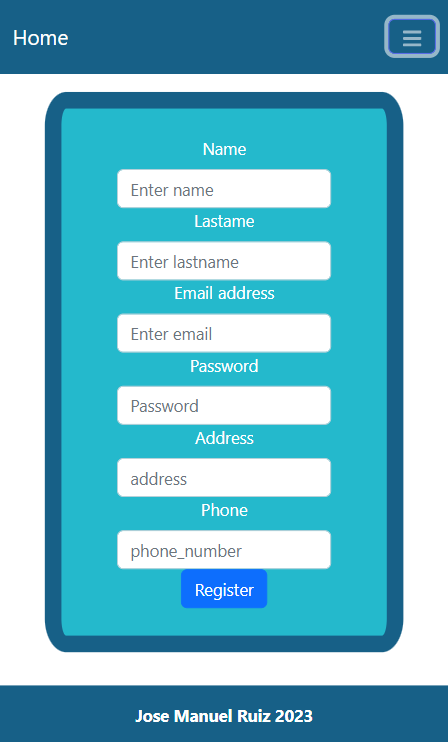 Home
Name
Enter name
Lastame
Enter lastname
Email address
Enter email
Password
Password
Address
address
Phone
phone_number
Register
Jose Manuel Ruiz 2023